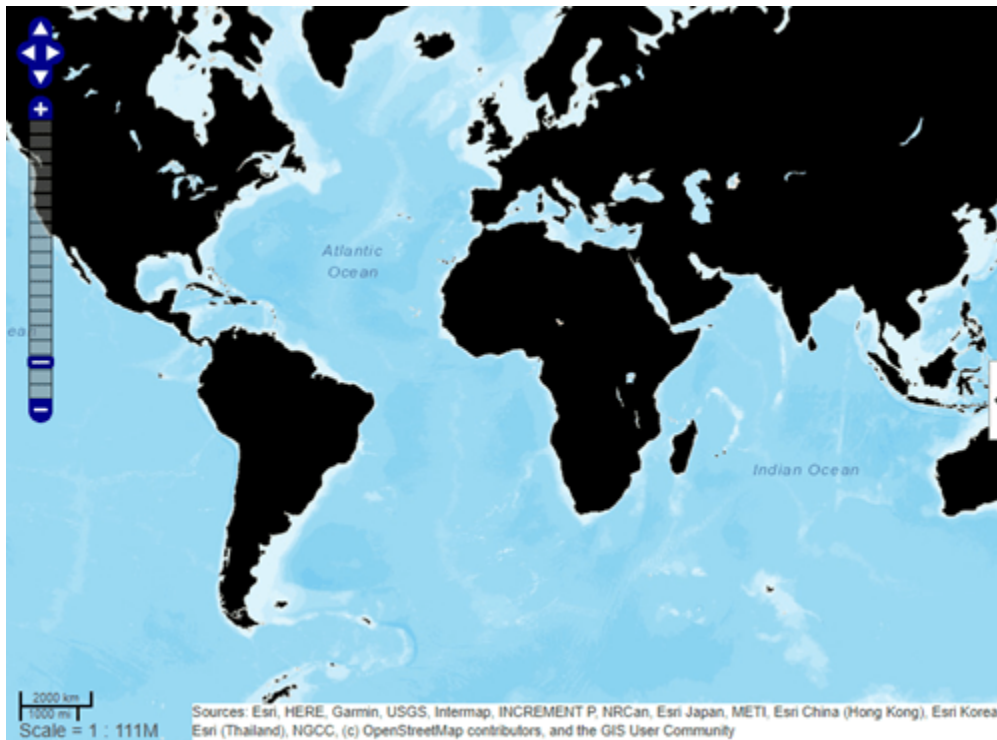 Atlantic
Ocean
ean
Indian Ocean
2000 km
1000 mi
Scale = 1 : 111M
Sources: Esri, HERE, Garmin, USGS, Intermap, INCREMENT P, NRCan, Esri Japan, METI, Esri China (Hong Kong), Esri Korea
Esri (Thailand), NGCC, (c) OpenStreetMap contributors, and the GIS User Community